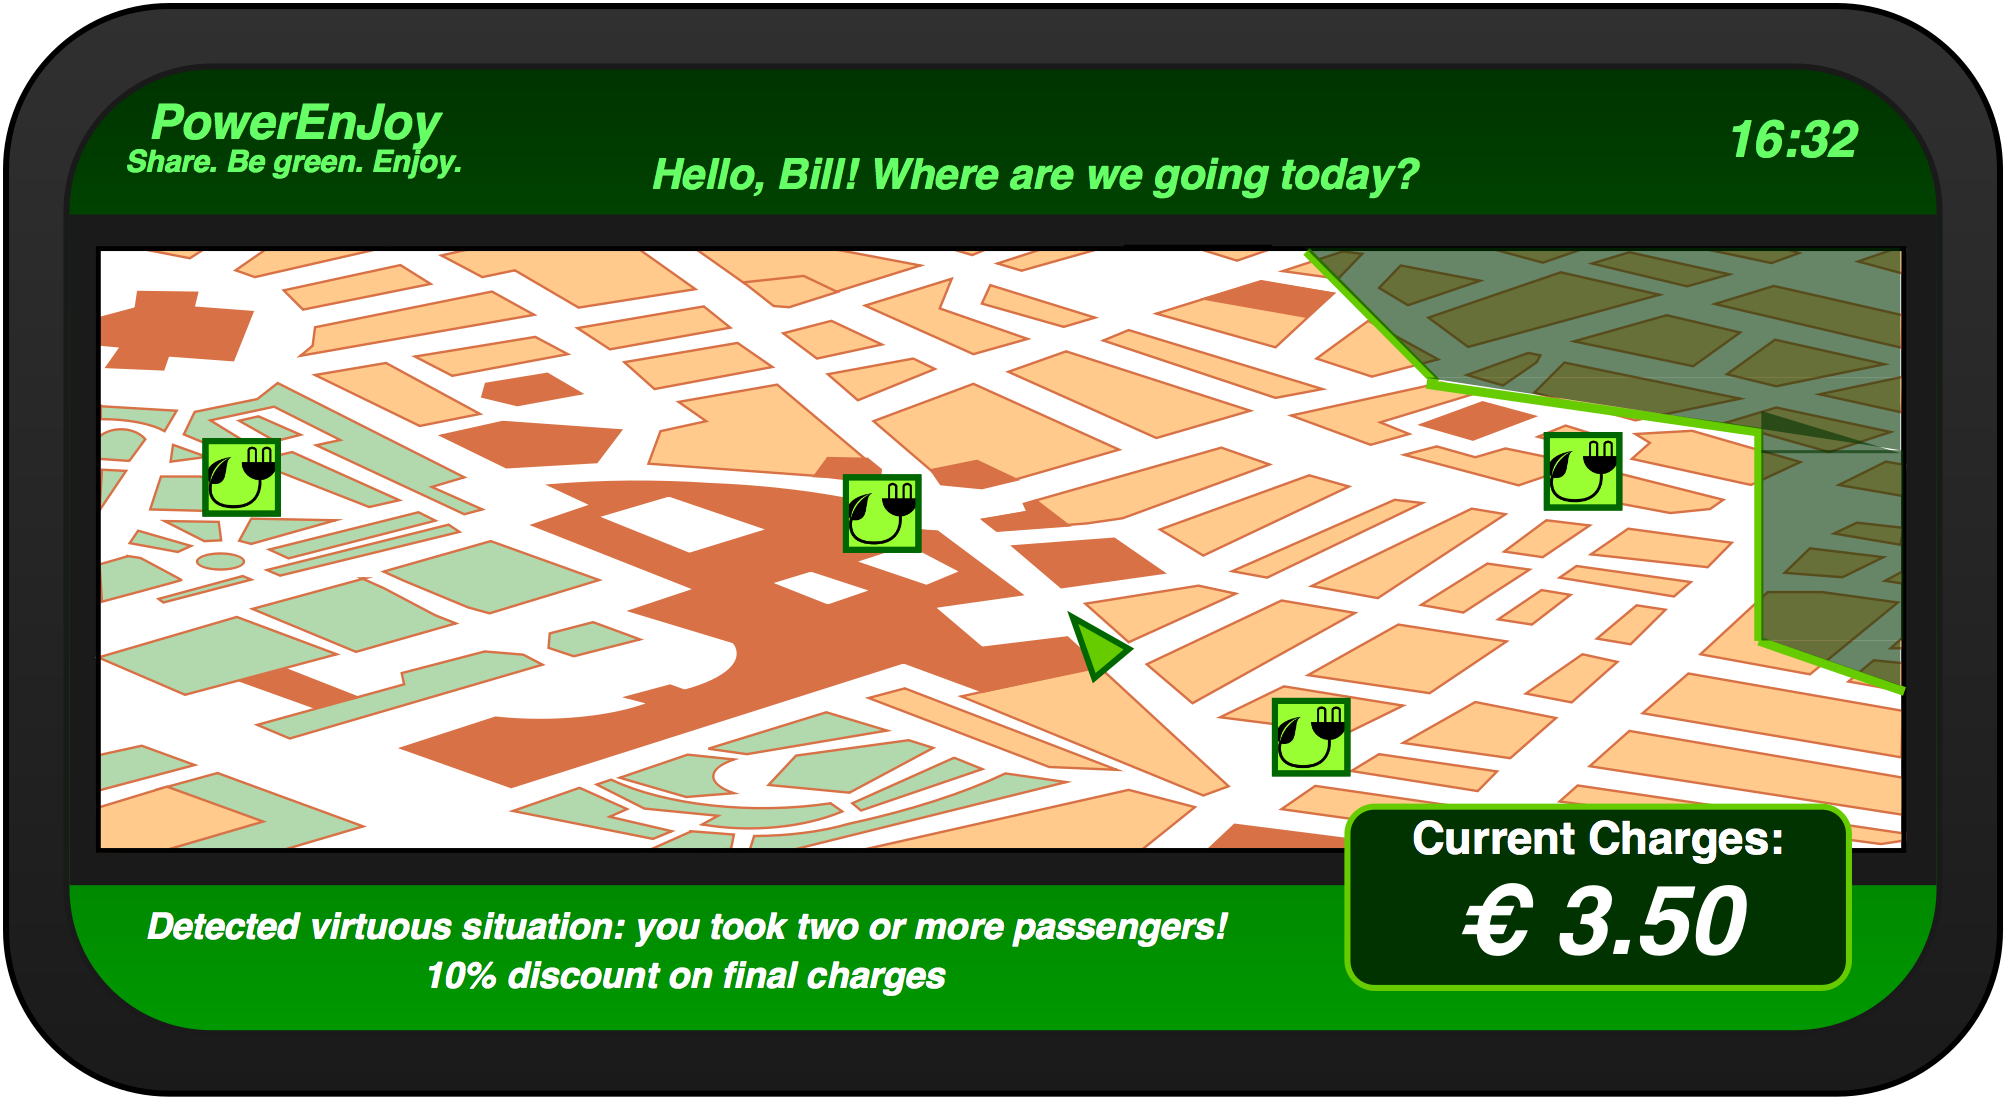 PowerEnJoy
Share. Be green. Enjoy.
Hello, Bill! Where are we going today?
16:32
Detected virtuous situation: you took two or more passengers!
10% discount on final charges
Current Charges:
€ 3.50